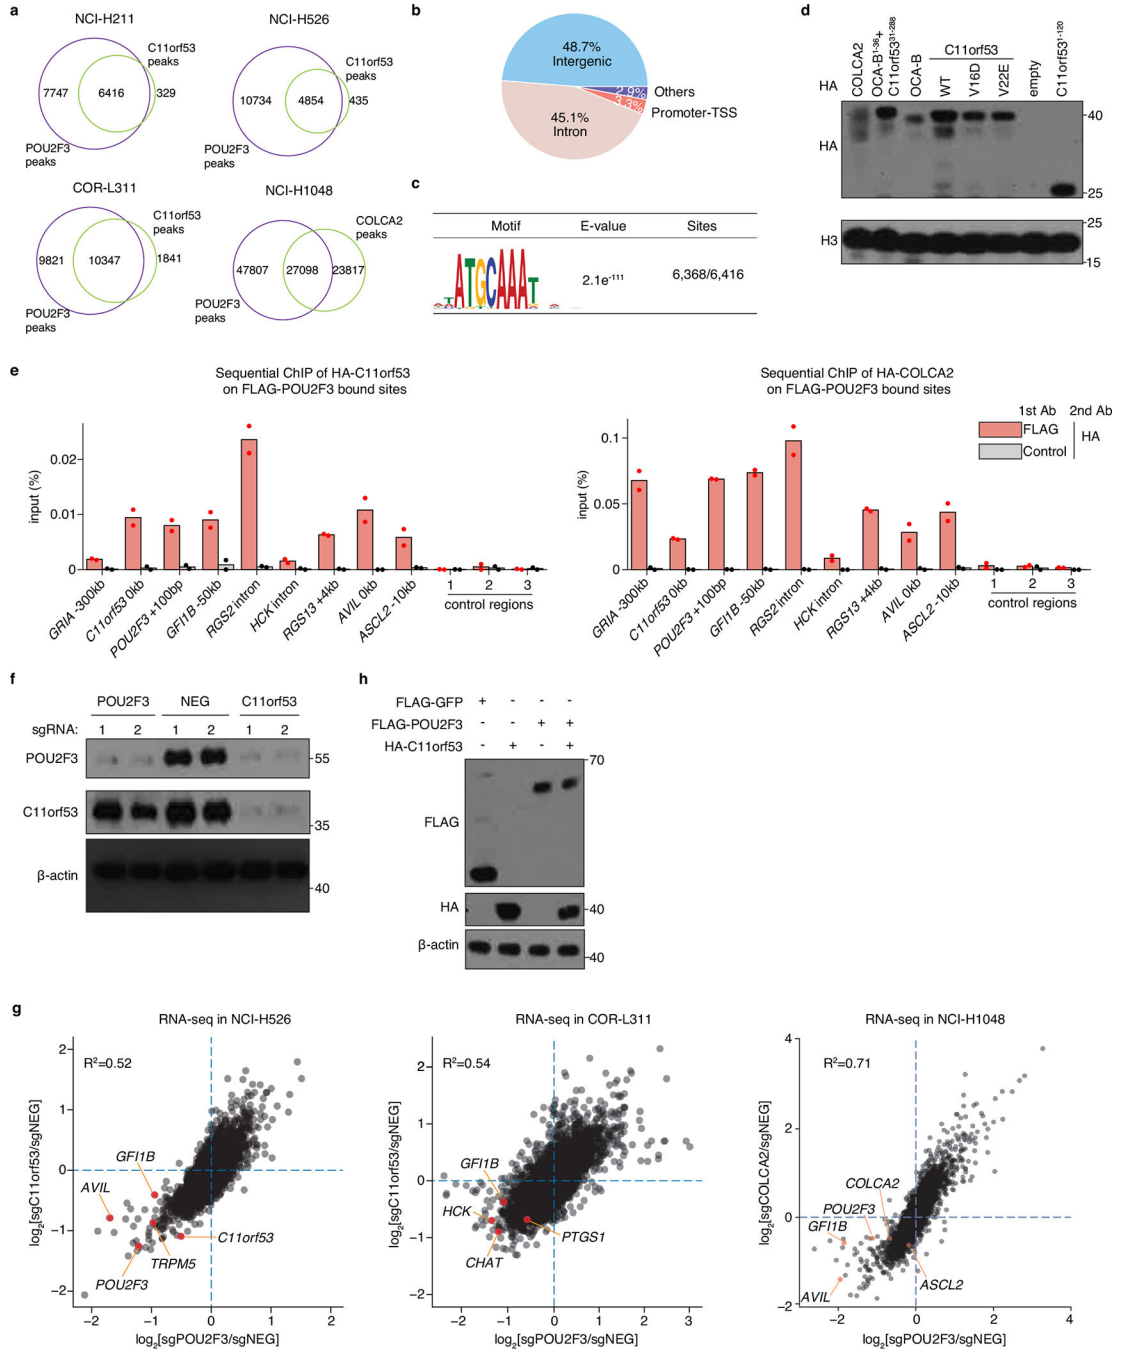 a
NCI-H211
C11orf53
peaks
7747
6416
329
POU2F3
peaks
NCI-H526
C11orf53
peaks
10734
4854
435
POU2F3
peaks
COR-L311
C11orf53
peaks
9821
10347
1841
POU2F3
peaks
NCI-H1048
COLCA2
peaks
47807
27098
23817
POU2F3
peaks
b
48.7%
Intergenic
2.9%
Others
3.3%
Promoter-TSS
45.1%
Intron
c
Motif E-value Sites
ATGCAAAT
2.1e-111
6,368/6,416
d
HA
COLCA2
OCA-B1-36+
C11orf5331-288
OCA-B
C11orf53
WT
V16D
V22E
empty
C11orf531-120
HA
40
25
H3
25
15
e
Sequential ChIP of HA-C11orf53
on FLAG-POU2F3 bound sites
input (%)
0.02
0.01
0
GRIA -300kb
C11orf53 0kb
POU2F3 +100bp
GFI1B -50kb
RGS2 intron
HCK intron
RGS13 +4kb
AVIL 0kb
ASCL2 -10kb
1 2 3
control regions
Sequential ChIP of HA-COLCA2
on FLAG-POU2F3 bound sites
1st Ab 2nd Ab
FLAG
Control
HA
input (%)
0.1
0.05
0
GRIA -300kb
C11orf53 0kb
POU2F3 +100bp
GFI1B -50kb
RGS2 intron
HCK intron
RGS13 +4kb
AVIL 0kb
ASCL2 -10kb
1 2 3
control regions
f
POU2F3 NEG C11orf53
sgRNA: 1 2 1 2 1 2
POU2F3
55
C11orf53
35
β-actin
40
h
FLAG-GFP + - - -
FLAG-POU2F3 - - + +
HA-C11orf53 - + - +
70
FLAG
HA
40
β-actin
40
g
RNA-seq in NCI-H526
R2=0.52
log2[sgC11orf53/sgNEG]
2
1
0
−1
−2
GFI1B
AVIL
C11orf53
TRPM5
POU2F3
−2 −1 0 1 2
log2[sgPOU2F3/sgNEG]
RNA-seq in COR-L311
R2=0.54
log2[sgC11orf53/sgNEG]
2
1
0
−1
−2
GFI1B
HCK
PTGS1
CHAT
−2 −1 0 1 2 3
log2[sgPOU2F3/sgNEG]
RNA-seq in NCI-H1048
R2=0.71
log2[sgCOLCA2/sgNEG]
4
2
0
−2
COLCA2
POU2F3
GFI1B
ASCL2
AVIL
−2 0 2 4
log2[sgPOU2F3/sgNEG]